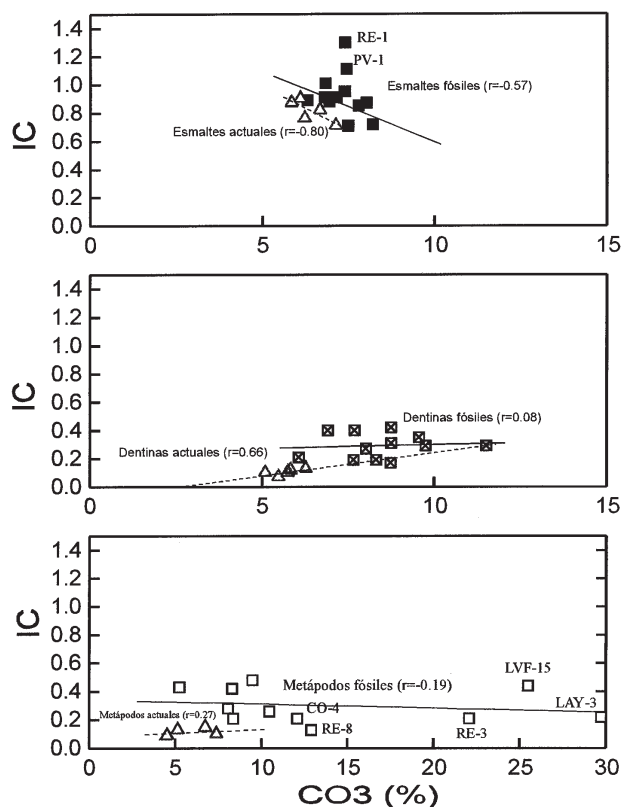 1.4
RE-1
1.2
PV-1
1.0
Esmaltes fósiles (r=-0.57)
IC
0.8
Esmaltes actuales (r=-0.80)
0.6
0.4
0.2
0.0
0 5 10 15
1.4
1.2
1.0
IC
0.8
0.6
Dentinas fósiles (r=0.08)
0.4
Dentinas actuales (r=0.66)
0.2
0.0
0 5 10 15
1.4
1.2
1.0
IC
0.8
0.6
LVF-15
0.4
Metápodos fósiles (r=-0.19)
LAY-3
CO-4
Metápodos actuales (r=0.27)
0.2
RE-8
RE-3
0.0
0 5 10 15 20 25 30
CO3 (%)